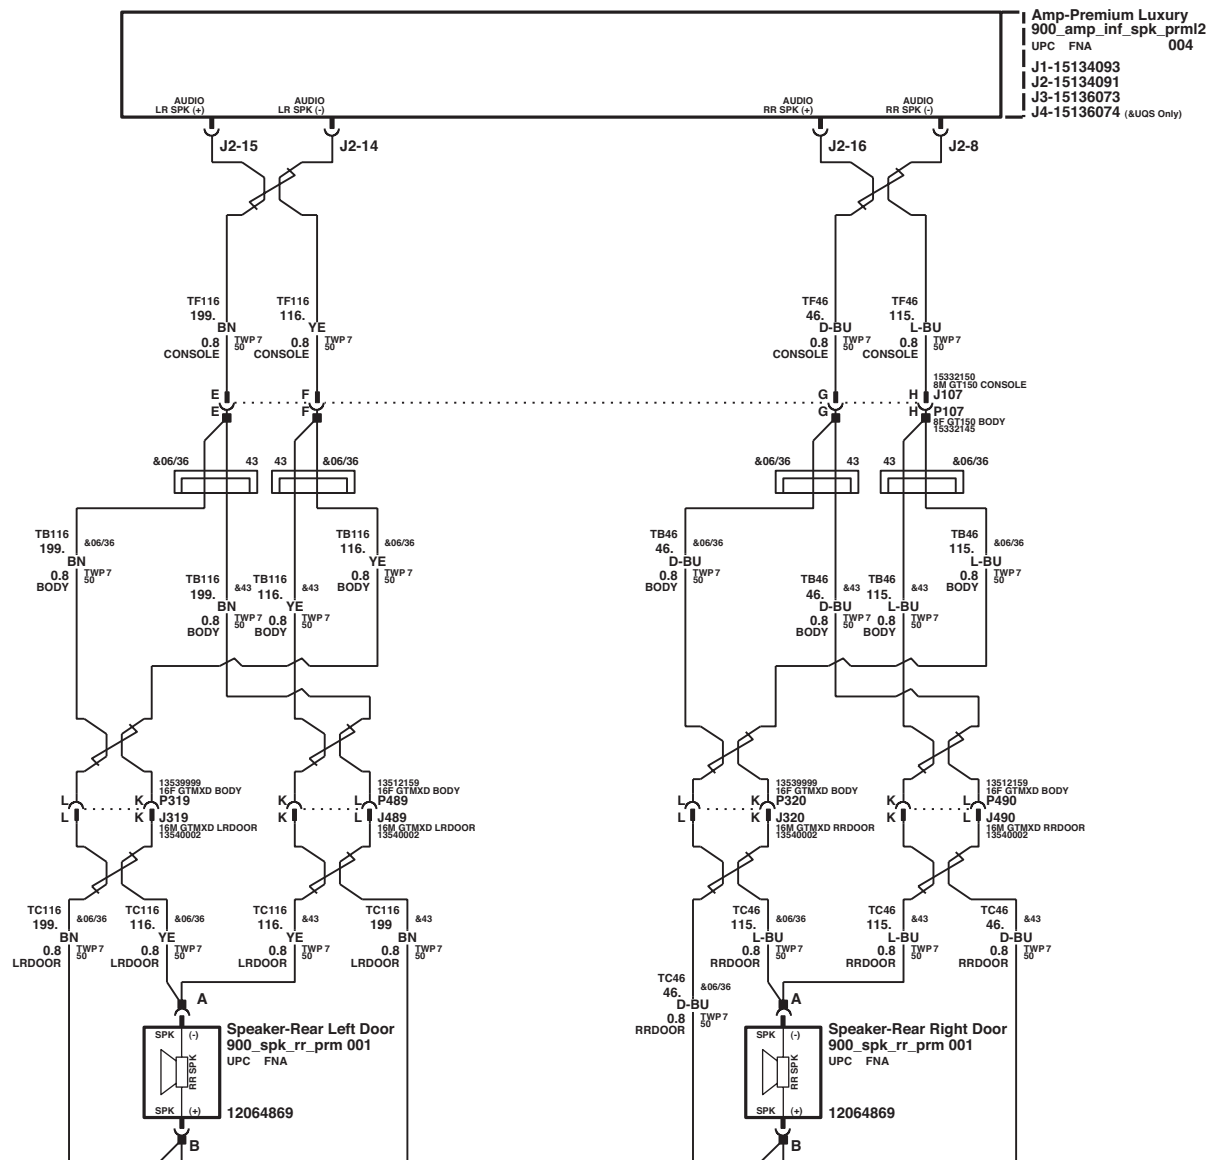 Amp-Premium Luxury
900_amp_inf_spk_prml2
UPC FNA 004
J1-15134093
J2-15134091
J3-15136073
J4-15136074 (&UQS Only)
AUDIO
LR SPK (+)
AUDIO
LR SPK (-)
AUDIO
RR SPK (+)
AUDIO
RR SPK (-)
J2-15
J2-14
J2-16
J2-8
TF116
199.
BN
0.8
TWP 7
50
CONSOLE
TF116
116.
YE
0.8
TWP 7
50
CONSOLE
TF46
46.
D-BU
0.8
TWP 7
50
CONSOLE
TF46
115.
L-BU
0.8
TWP 7
50
CONSOLE
E
F
G
H
15332150
8M GT150 CONSOLE
J107
E
F
G
H
P107
8F GT150 BODY
15332145
&06/36
43
43
&06/36
&06/36
43
43
&06/36
TB116
199.
&06/36
BN
0.8
TWP 7
50
BODY
TB116
116.
&06/36
YE
0.8
TWP 7
50
BODY
TB46
46.
&06/36
D-BU
0.8
TWP 7
50
BODY
TB46
115.
&06/36
L-BU
0.8
TWP 7
50
BODY
TB116
199.
&43
BN
0.8
TWP 7
50
BODY
TB116
116.
&43
YE
0.8
TWP 7
50
BODY
TB46
46.
&43
D-BU
0.8
TWP 7
50
BODY
TB46
115.
&43
L-BU
0.8
TWP 7
50
BODY
L
K
13539999
16F GTMXD BODY
P319
L
K
J319
16M GTMXD LRDOOR
13540002
K
L
13512159
16F GTMXD BODY
P489
K
L
J489
16M GTMXD LRDOOR
13540002
L
K
13539999
16F GTMXD BODY
P320
L
K
J320
16M GTMXD RRDOOR
13540002
K
L
13512159
16F GTMXD BODY
P490
K
L
J490
16M GTMXD RRDOOR
13540002
TC116
199.
&06/36
BN
0.8
TWP 7
50
LRDOOR
TC116
116.
&06/36
YE
0.8
TWP 7
50
LRDOOR
TC116
116.
&43
YE
0.8
TWP 7
50
LRDOOR
TC116
199
&43
BN
0.8
TWP 7
50
LRDOOR
TC46
115.
&06/36
L-BU
0.8
TWP 7
50
RRDOOR
TC46
115.
&43
L-BU
0.8
TWP 7
50
RRDOOR
TC46
46.
&43
D-BU
0.8
TWP 7
50
RRDOOR
TC46
46.
&06/36
D-BU
0.8
TWP 7
50
RRDOOR
A
Speaker-Rear Left Door
900_spk_rr_prm 001
UPC FNA
SPK (-)
RR SPK
SPK (+)
12064869
B
A
Speaker-Rear Right Door
900_spk_rr_prm 001
UPC FNA
SPK (-)
RR SPK
SPK (+)
12064869
B